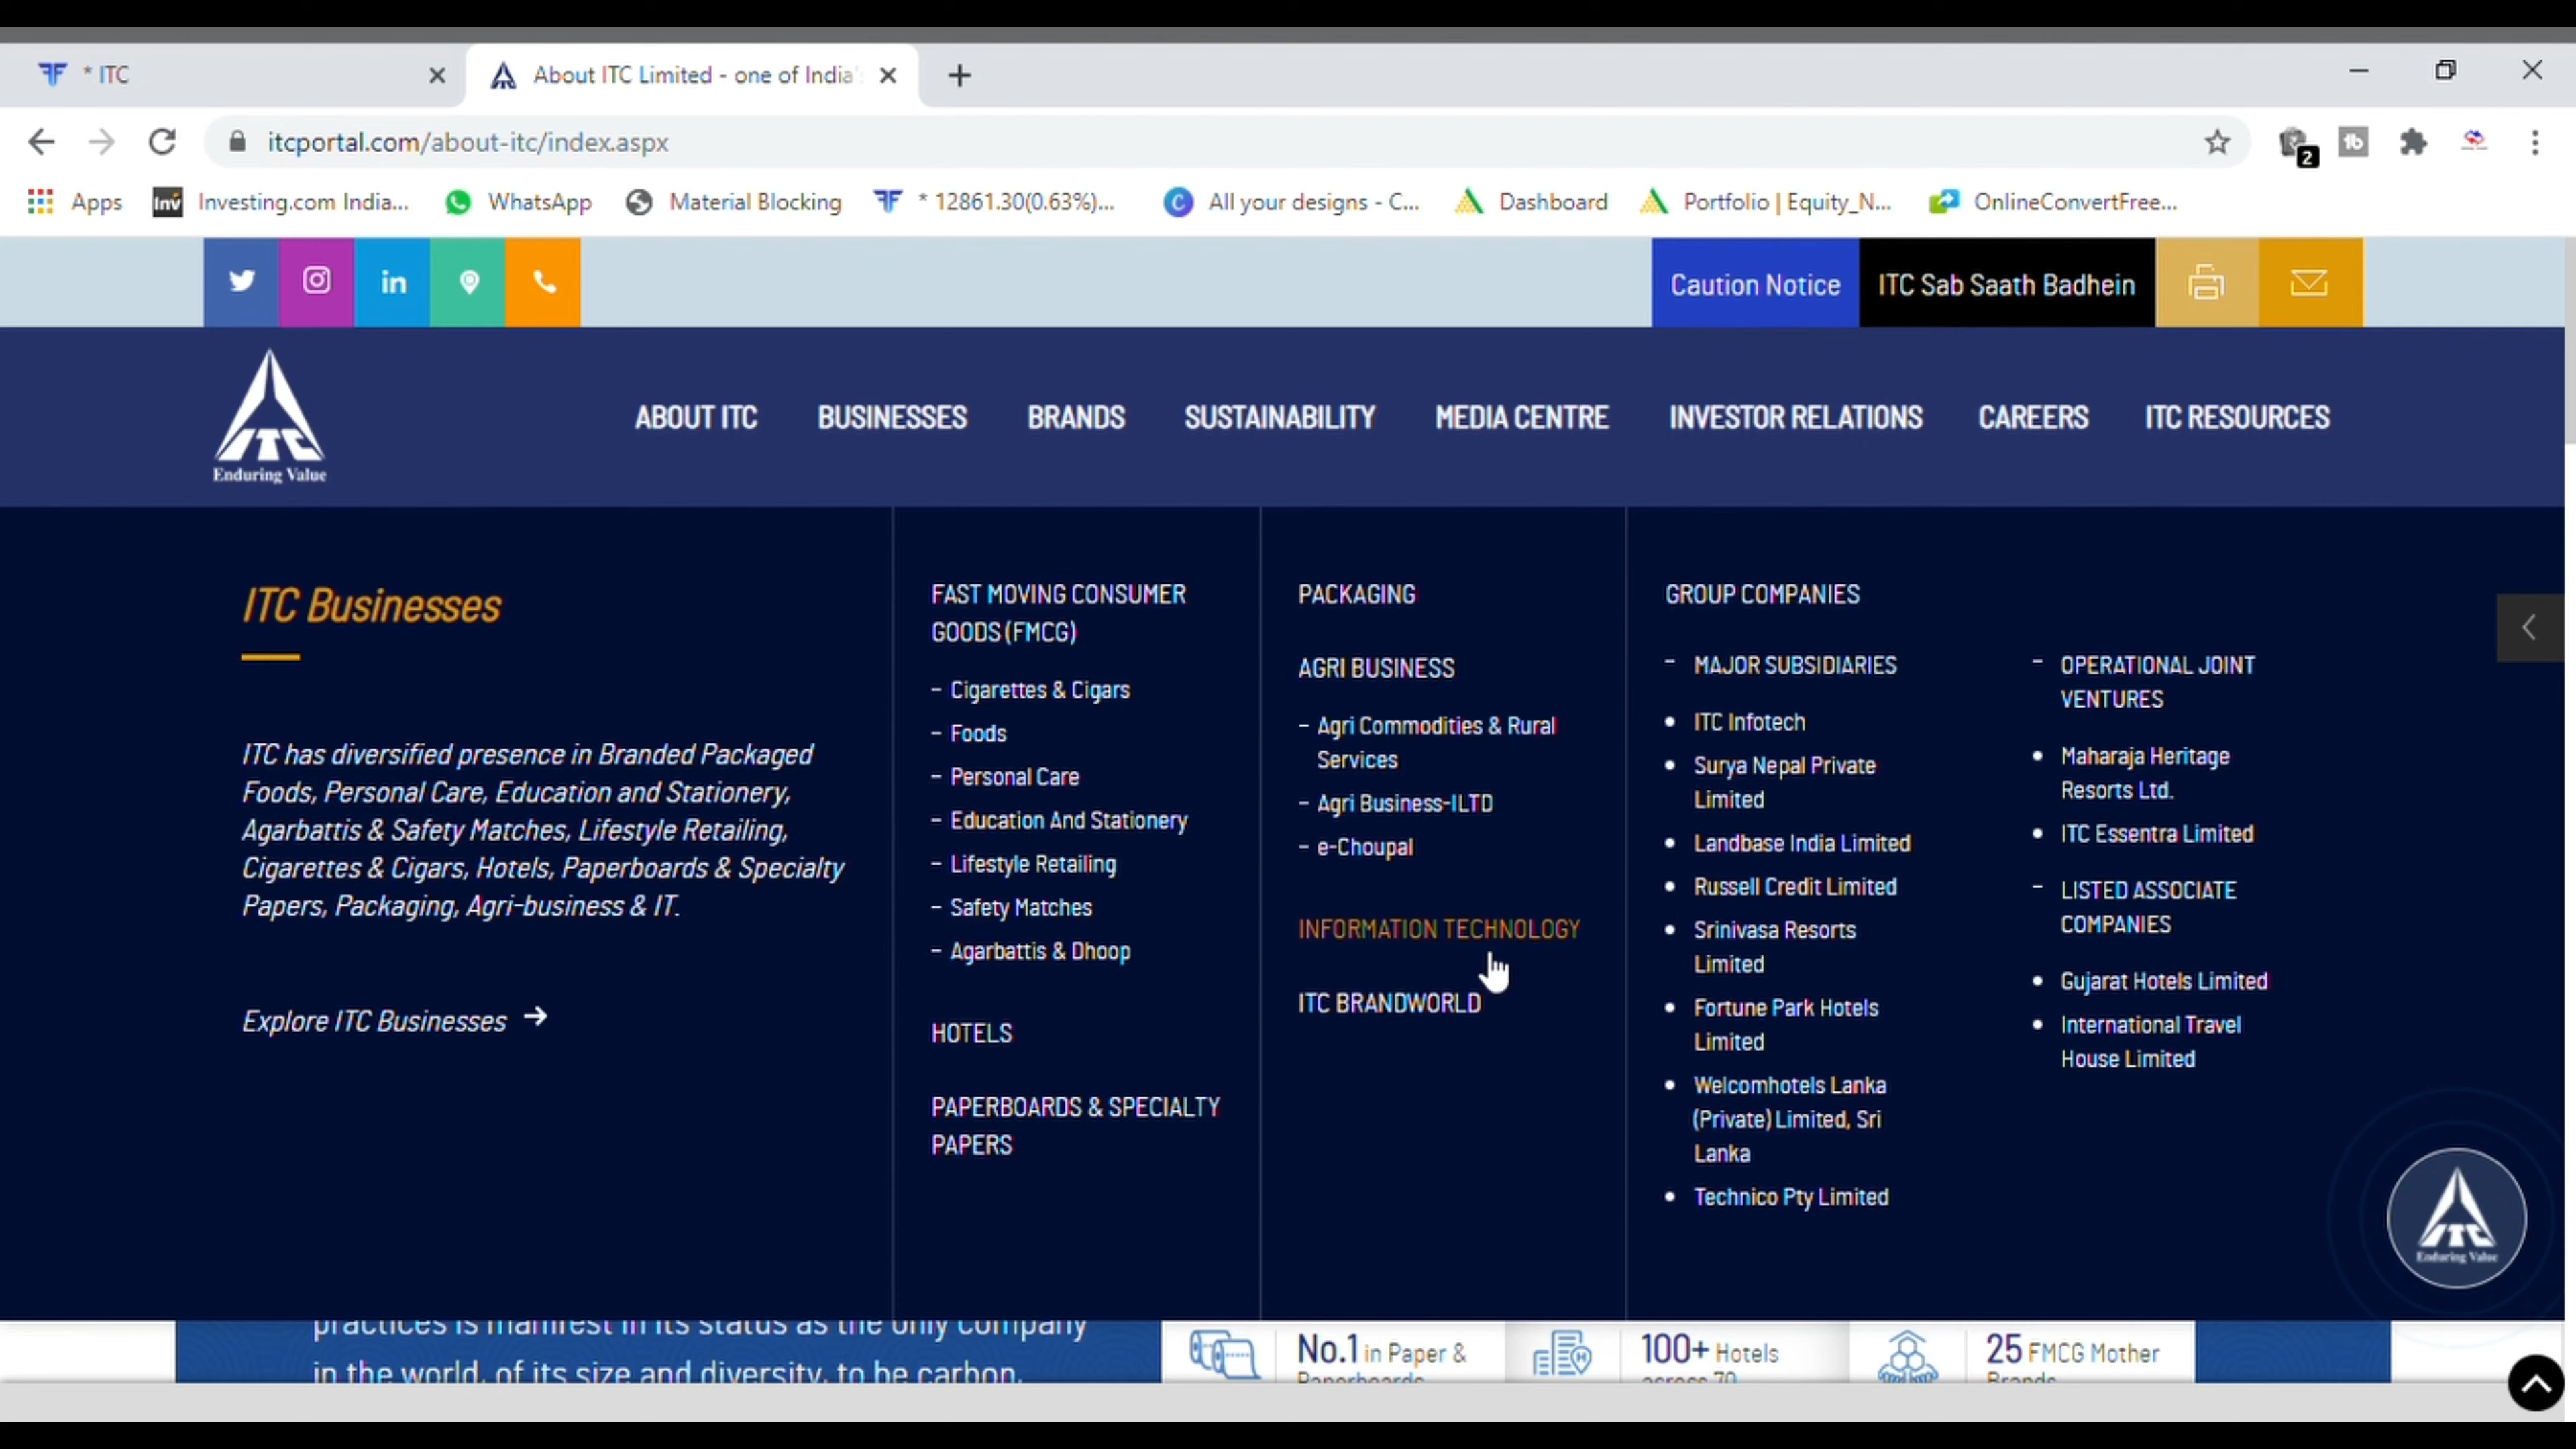 * ITC
About ITC Limited - one of India's
itcportal.com/about-itc/index.aspx
2
Apps
Investing.com India...
WhatsApp
Material Blocking
* 12861.30(0.63%)...
All your designs - C...
Dashboard
Portfolio | Equity_N...
OnlineConvertFree...
Caution Notice
ITC Sab Saath Badhein
ITC
Enduring Value
ABOUT ITC
BUSINESSES
BRANDS
SUSTAINABILITY
MEDIA CENTRE
INVESTOR RELATIONS
CAREERS
ITC RESOURCES
ITC Businesses
ITC has diversified presence in Branded Packaged
Foods, Personal Care, Education and Stationery,
Agarbattis & Safety Matches, Lifestyle Retailing,
Cigarettes & Cigars, Hotels, Paperboards & Specialty
Papers, Packaging, Agri-business & IT.
Explore ITC Businesses →
FAST MOVING CONSUMER
GOODS (FMCG)
- Cigarettes & Cigars
- Foods
- Personal Care
- Education And Stationery
- Lifestyle Retailing
- Safety Matches
- Agarbattis & Dhoop
HOTELS
PAPERBOARDS & SPECIALTY
PAPERS
PACKAGING
AGRI BUSINESS
- Agri Commodities & Rural
Services
- Agri Business-ILTD
- e-Choupal
INFORMATION TECHNOLOGY
ITC BRANDWORLD
GROUP COMPANIES
- MAJOR SUBSIDIARIES
• ITC Infotech
• Surya Nepal Private
Limited
• Landbase India Limited
• Russell Credit Limited
• Srinivasa Resorts
Limited
• Fortune Park Hotels
Limited
• Welcomhotels Lanka
(Private) Limited, Sri
Lanka
• Technico Pty Limited
- OPERATIONAL JOINT
VENTURES
• Maharaja Heritage
Resorts Ltd.
• ITC Essentra Limited
- LISTED ASSOCIATE
COMPANIES
• Gujarat Hotels Limited
• International Travel
House Limited
ITC
Enduring Value
practices is manifest in its status as the only company
in the world, of its size and diversity, to be carbon,
No.1 in Paper &
Paperboards
100+ Hotels
across 70
25 FMCG Mother
Brands